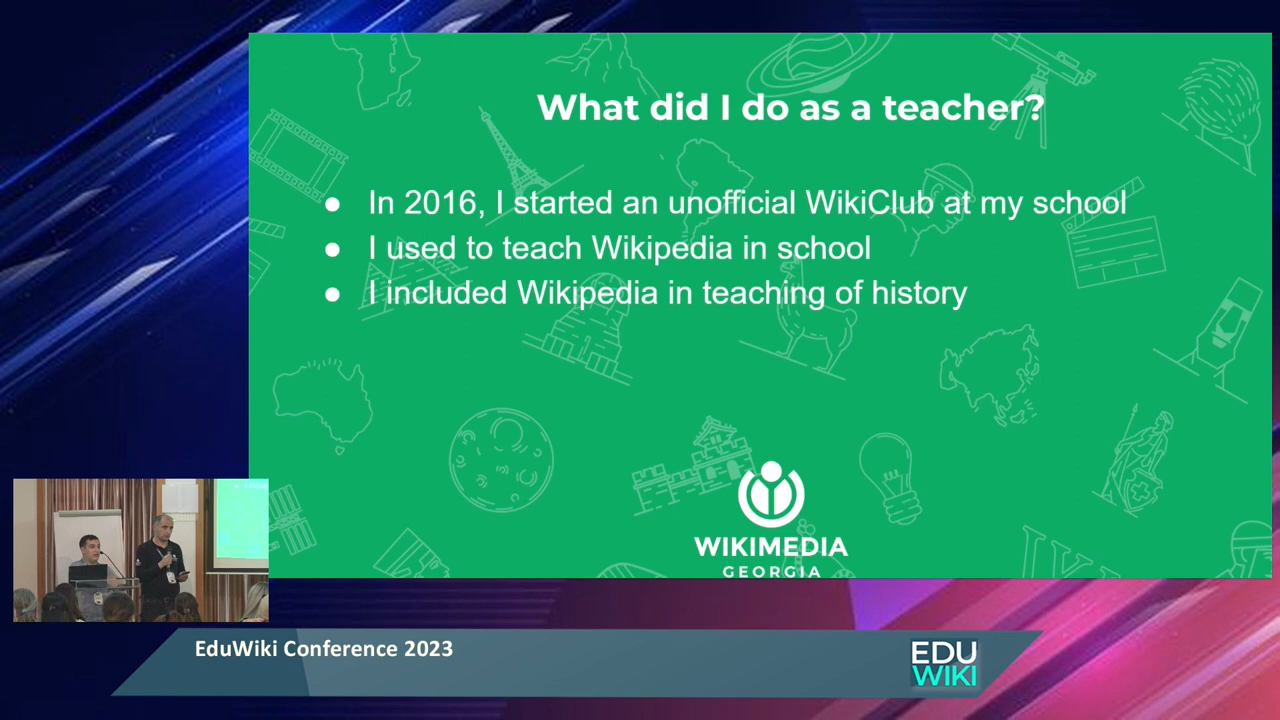 What did I do as a teacher?
● In 2016, I started an unofficial WikiClub at my school
● I used to teach Wikipedia in school
● I included Wikipedia in teaching of history
WIKIMEDIA
GEORGIA
EduWiki Conference 2023
EDU
WIKI